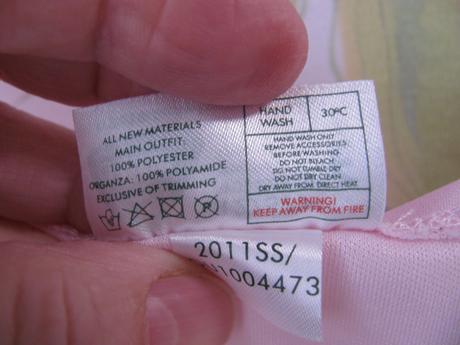 ALL NEW MATERIALS
MAIN OUTFIT:
100% POLYESTER
ORGANZA: 100% POLYAMIDE
EXCLUSIVE OF TRIMMING
HAND WASH
30°C
HAND WASH ONLY
REMOVE ACCESSORIES
BEFORE WASHING
DO NOT BLEACH
DO NOT TUMBLE DRY
DO NOT DRY CLEAN
DRY AWAY FROM DIRECT HEAT
WARNING!
KEEP AWAY FROM FIRE
2011SS/
1004473